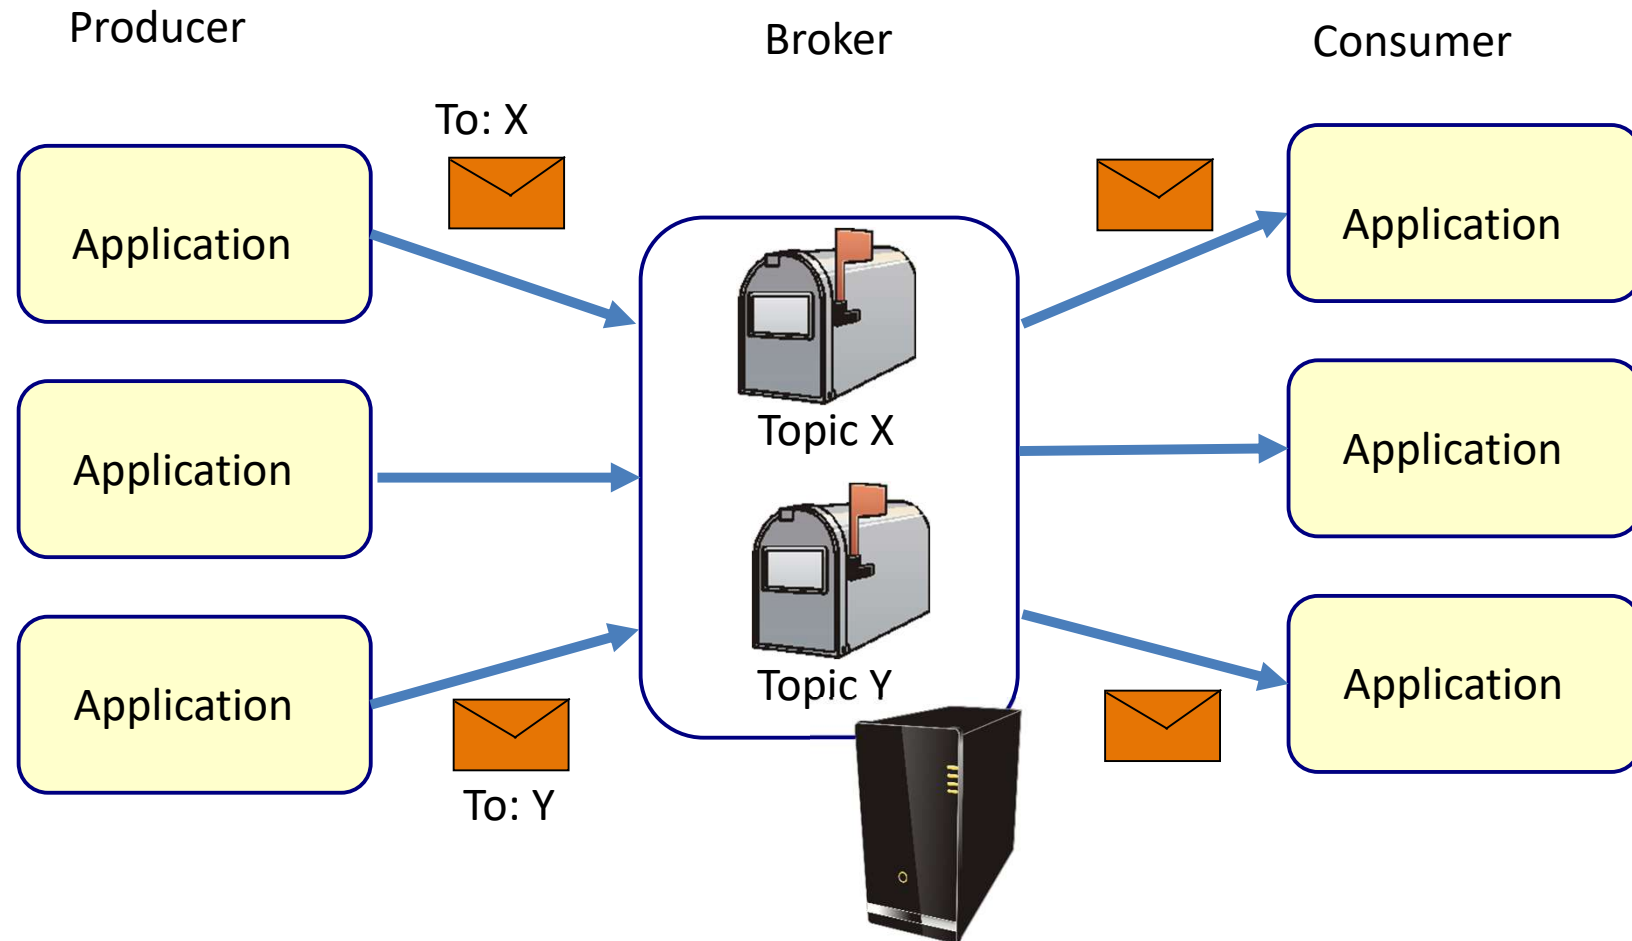 Producer
Broker
Consumer
To: X
Application
Application
Topic X
Application
Application
Topic Y
Application
Application
To: Y